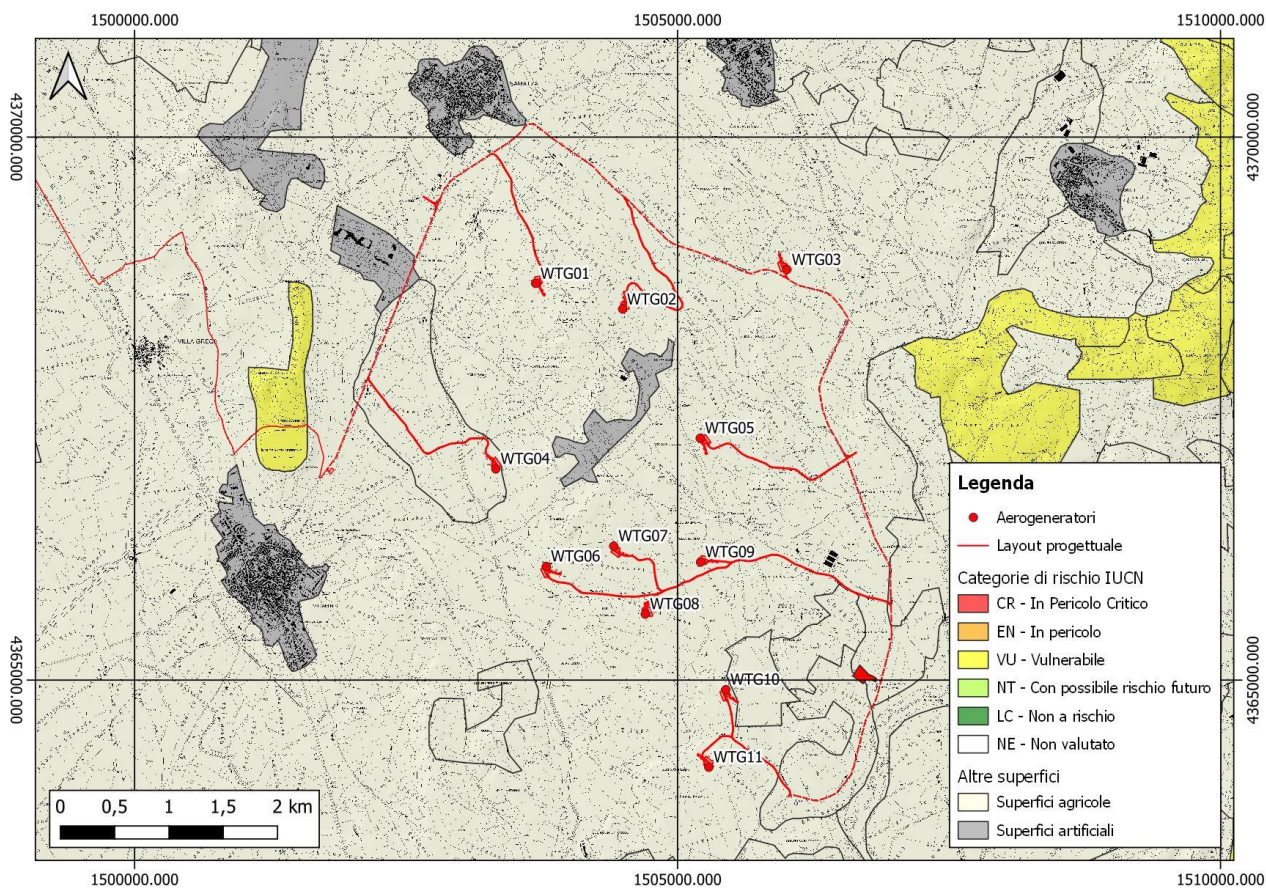 1500000.000
1505000.000
1510000.000
4370000.000
4370000.000
WTG01
WTG02
WTG03
VILLA GRECA
WTG04
WTG05
WTG06
WTG07
WTG08
WTG09
WTG10
WTG11
4365000.000
4365000.000
Legenda
Aerogeneratori
Layout progettuale
Categorie di rischio IUCN
CR - In Pericolo Critico
EN - In pericolo
VU - Vulnerabile
NT - Con possibile rischio futuro
LC - Non a rischio
NE - Non valutato
Altre superfici
Superfici agricole
Superfici artificiali
0 0,5 1 1,5 2 km
1500000.000
1505000.000
1510000.000